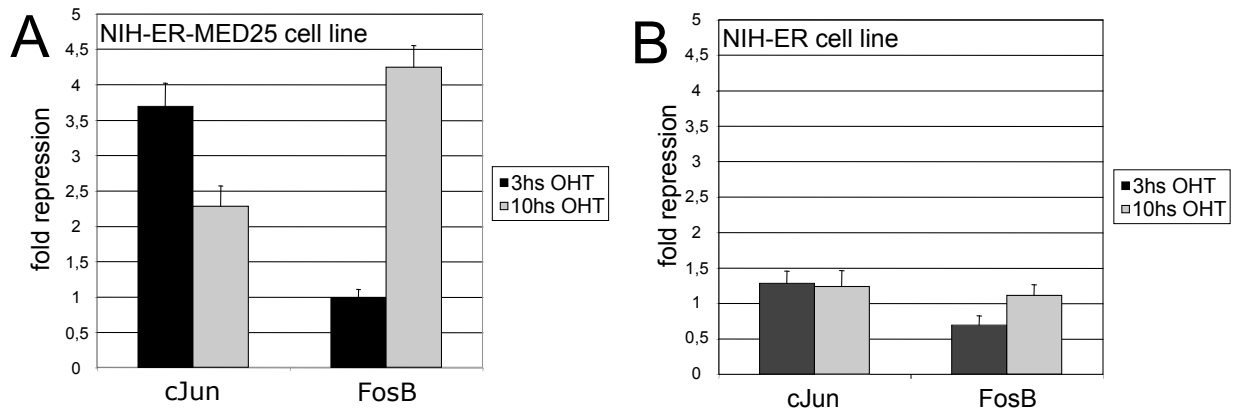 A
NIH-ER-MED25 cell line
fold repression
5
4,5
4
3,5
3
2,5
2
1,5
1
0,5
0
cJun
FosB
3hs OHT
10hs OHT
B
NIH-ER cell line
fold repression
5
4,5
4
3,5
3
2,5
2
1,5
1
0,5
0
cJun
FosB
3hs OHT
10hs OHT